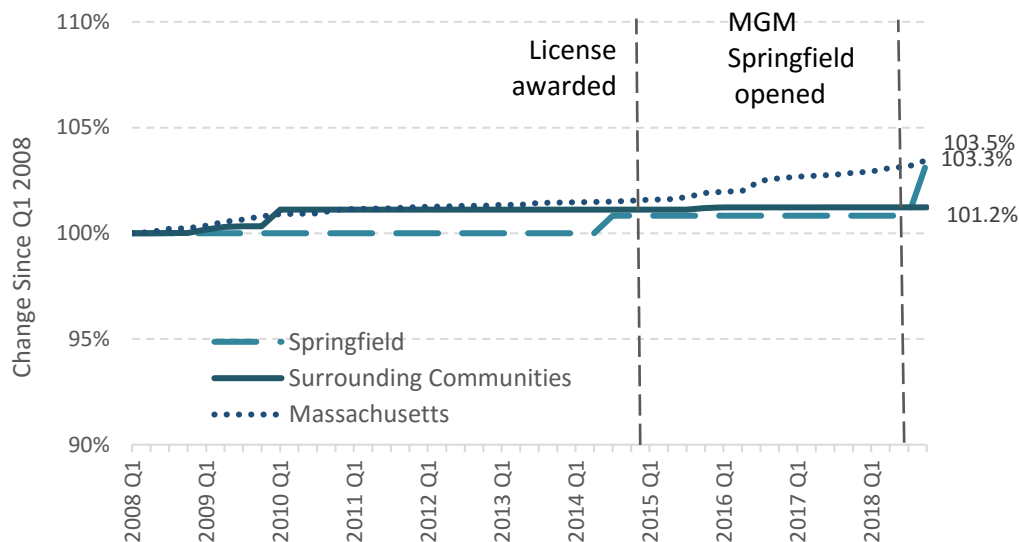 110%
105%
100%
95%
90%
Change Since Q1 2008
License
awarded
MGM
Springfield
opened
103.5%
103.3%
101.2%
Springfield
Surrounding Communities
Massachusetts
2008 Q1
2009 Q1
2010 Q1
2011 Q1
2012 Q1
2013 Q1
2014 Q1
2015 Q1
2016 Q1
2017 Q1
2018 Q1